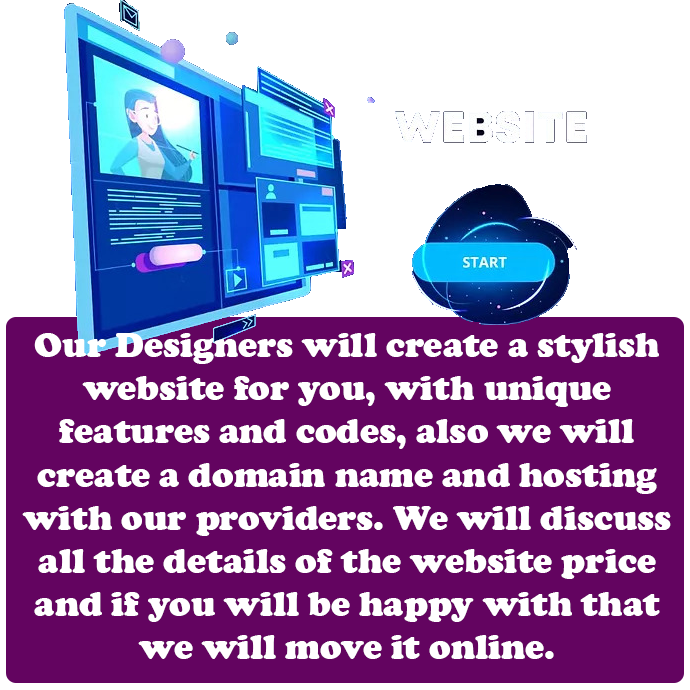 WEBSITE
START
Our Designers will create a stylish
website for you, with unique
features and codes, also we will
create a domain name and hosting
with our providers. We will discuss
all the details of the website price
and if you will be happy with that
we will move it online.